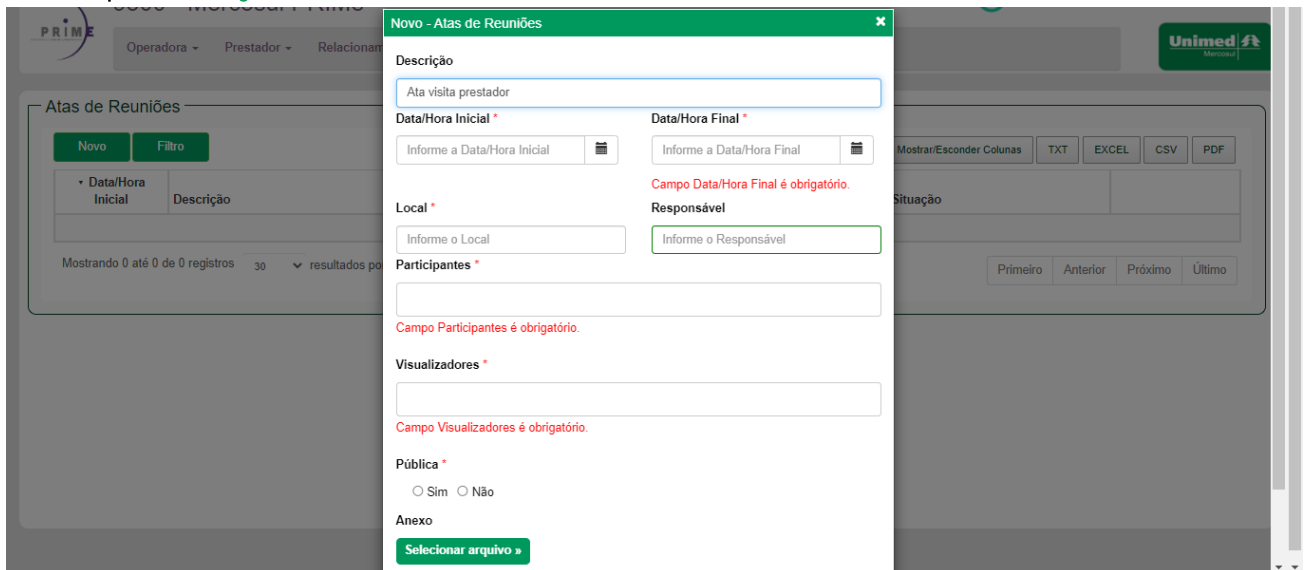 PRIME
Operadora Prestador Relacionam
Unimed
Mercosul
Novo - Atas de Reuniões ×
Descrição
Ata visita prestador
Data/Hora Inicial * Data/Hora Final *
Informe a Data/Hora Inicial Informe a Data/Hora Final
Campo Data/Hora Final é obrigatório.
Local * Responsável
Informe o Local Informe o Responsável
Participantes *
Campo Participantes é obrigatório.
Visualizadores *
Campo Visualizadores é obrigatório.
Pública *
Sim Não
Anexo
Selecionar arquivo »
Atas de Reuniões
Novo Filtro
Mostrar/Esconder Colunas TXT EXCEL CSV PDF
Data/Hora
Inicial Descrição Situação
Mostrando 0 até 0 de 0 registros 30 resultados po
Primeiro Anterior Próximo Último